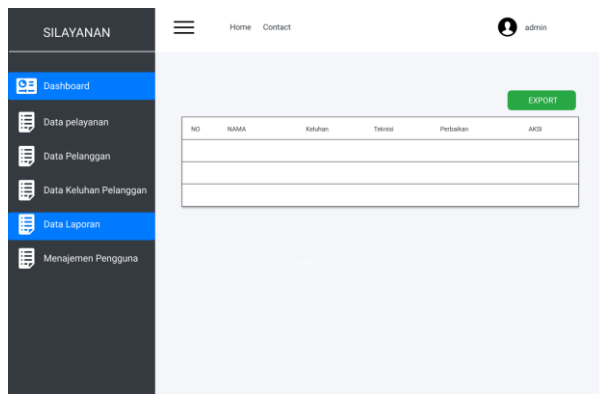 SILAYANAN
Home Contact
admin
Dashboard
Data pelayanan
Data Pelanggan
Data Keluhan Pelanggan
Data Laporan
Menajemen Pengguna
EXPORT
NO NAMA Keluhan Teknisi Perbaikan AKSI